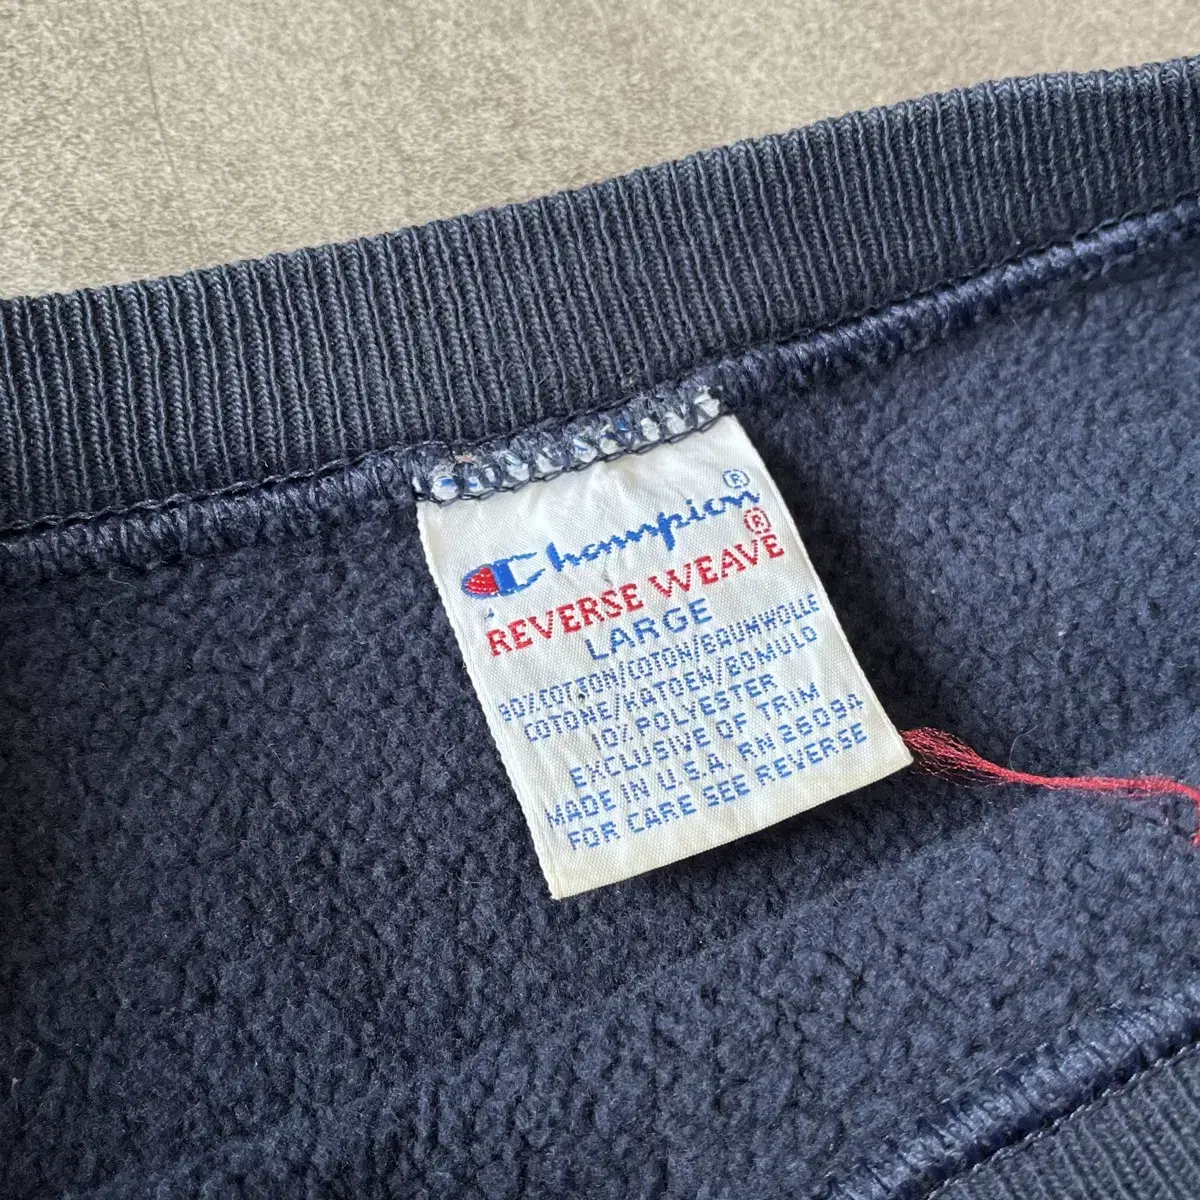 Champion®
REVERSE WEAVE®
LARGE
90% COTTON/COTON/BAUMWOLLE
COTONE/KATOEN/BOMULD
10% POLYESTER
EXCLUSIVE OF TRIM
MADE IN U.S.A. RN 26094
FOR CARE SEE REVERSE